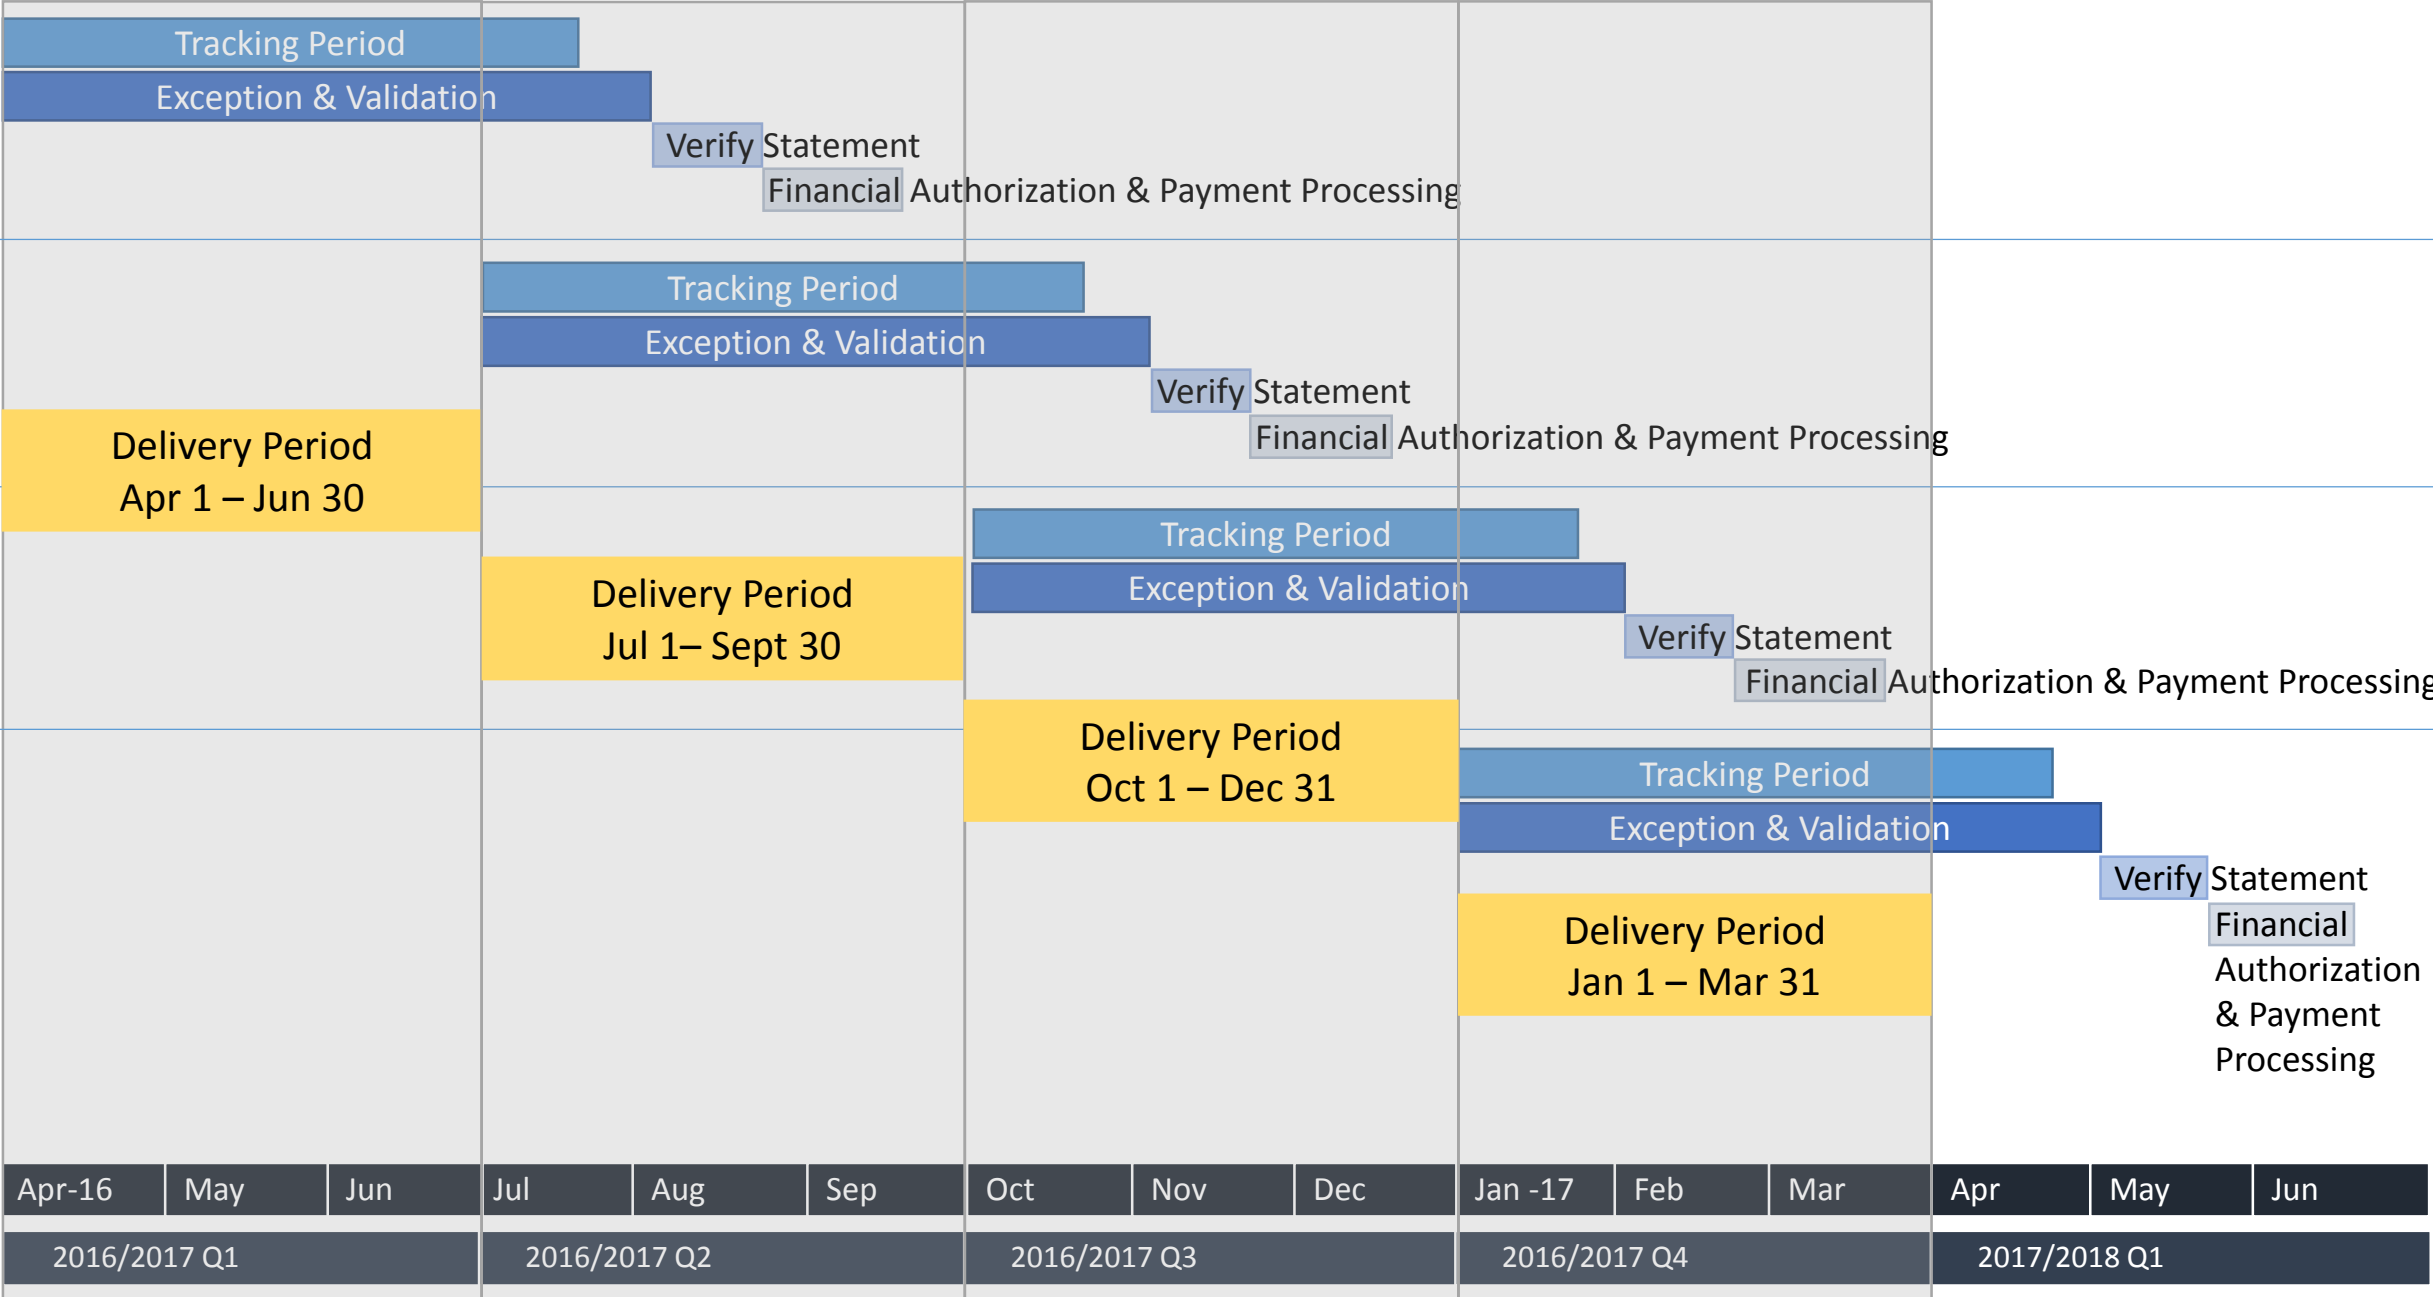 Tracking Period
Exception & Validation
Verify Statement
Financial Authorization & Payment Processing
Tracking Period
Exception & Validation
Verify Statement
Financial Authorization & Payment Processing
Delivery Period
Apr 1 – Jun 30
Tracking Period
Exception & Validation
Verify Statement
Financial Authorization & Payment Processing
Delivery Period
Jul 1– Sept 30
Delivery Period
Oct 1 – Dec 31
Tracking Period
Exception & Validation
Verify Statement
Financial
Authorization
& Payment
Processing
Delivery Period
Jan 1 – Mar 31
Apr-16 May Jun Jul Aug Sep Oct Nov Dec Jan -17 Feb Mar Apr May Jun
2016/2017 Q1 2016/2017 Q2 2016/2017 Q3 2016/2017 Q4 2017/2018 Q1